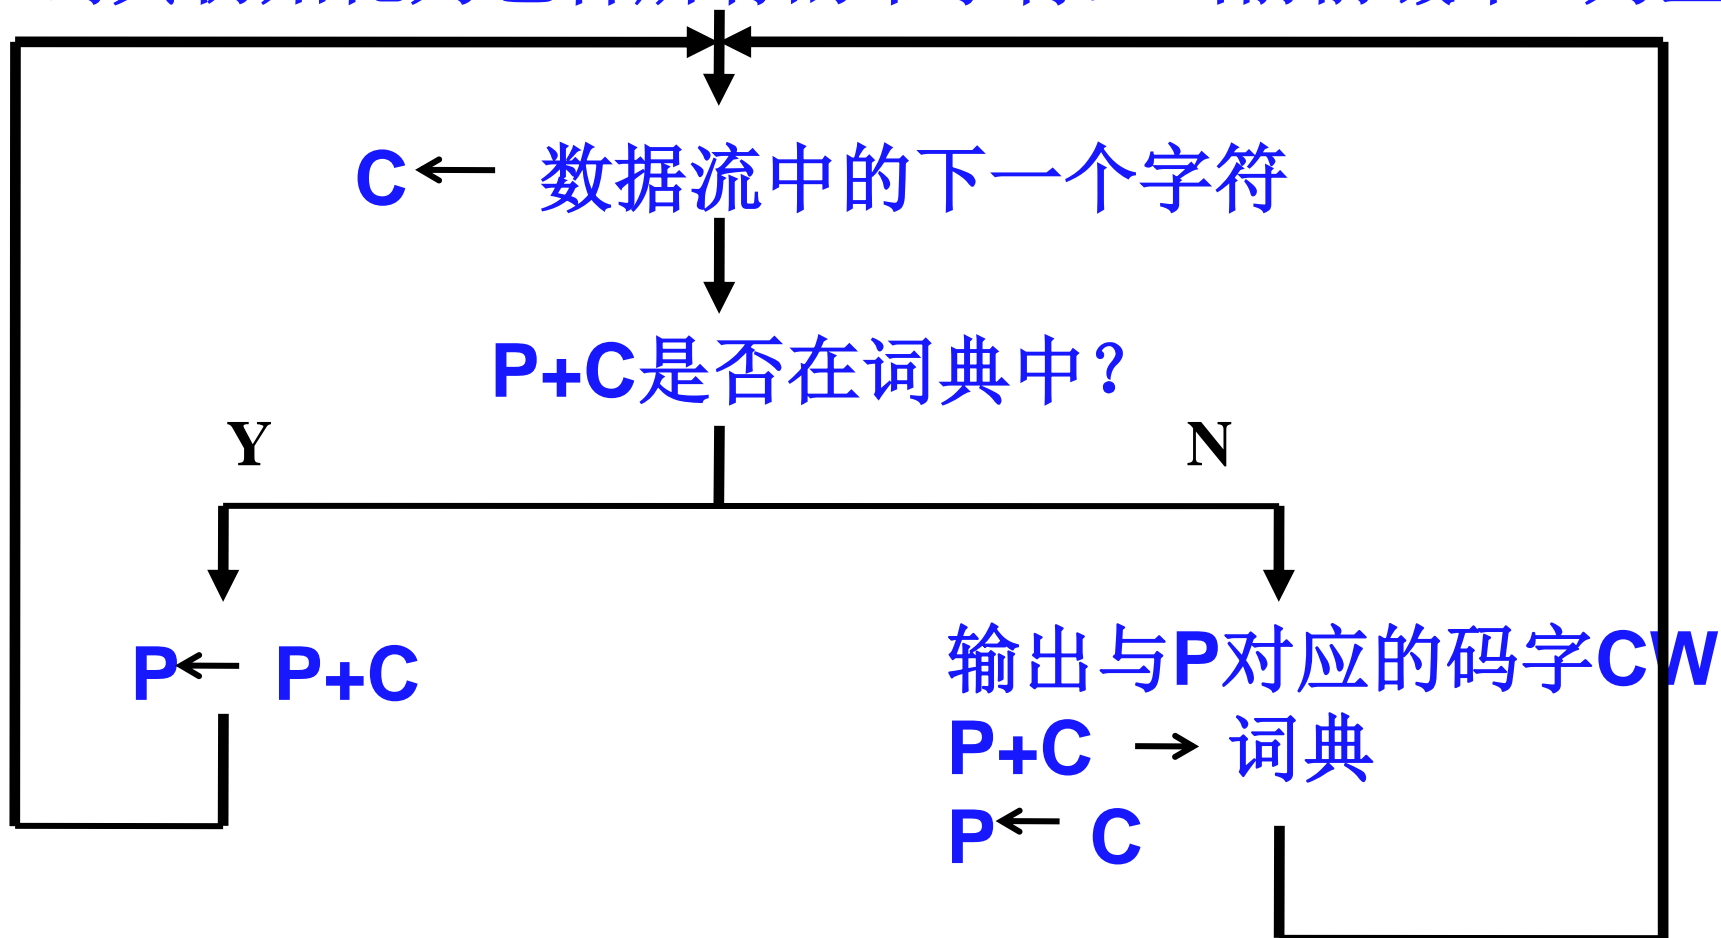 C ← 数据流中的下一个字符
P+C是否在词典中?
Y N
P ← P+C
输出与P对应的码字CW
P+C → 词典
P ← C